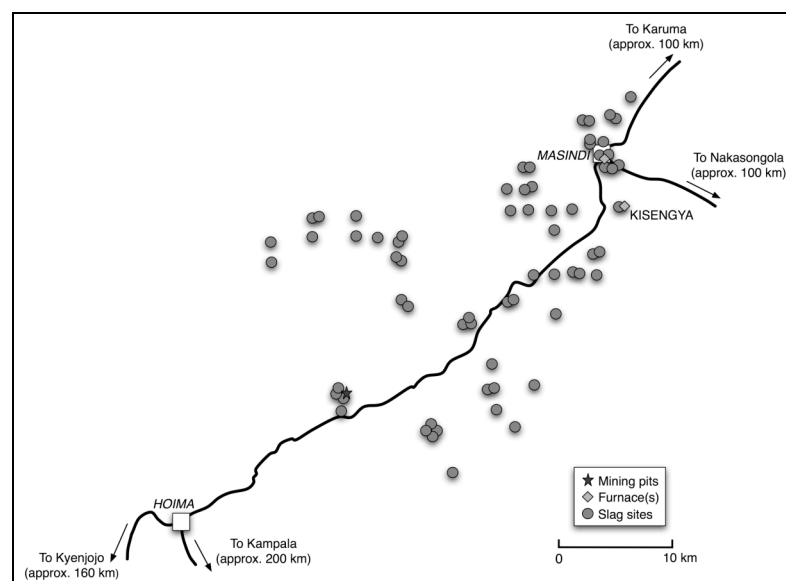 To Karuma
(approx. 100 km)
MASINDI
To Nakasongola
(approx. 100 km)
KISENGYA
HOIMA
To Kyenjojo
(approx. 160 km)
To Kampala
(approx. 200 km)
Mining pits
Furnace(s)
Slag sites
0 10 km